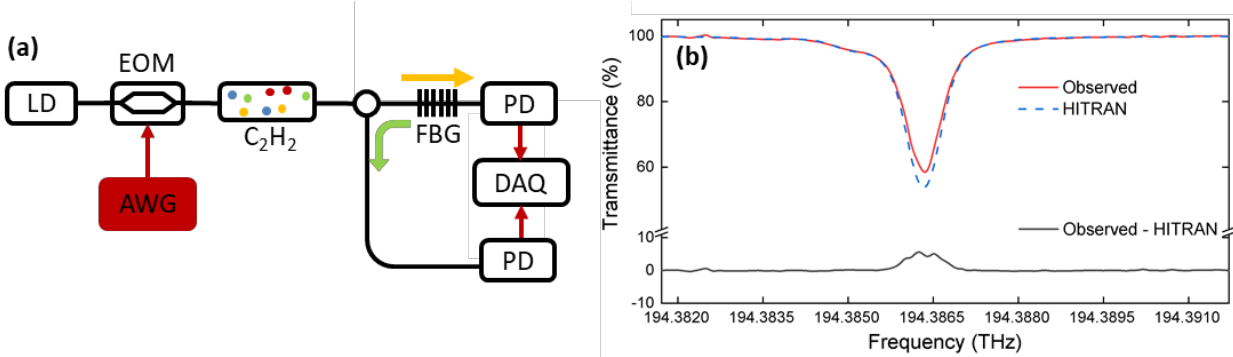 (a)
EOM
LD
C₂H₂
AWG
FBG
PD
DAQ
PD
(b)
Tramsmittance (%)
100
80
60
10
0
-10
Observed
HITRAN
Observed - HITRAN
194.3820 194.3835 194.3850 194.3865 194.3880 194.3895 194.3910
Frequency (THz)